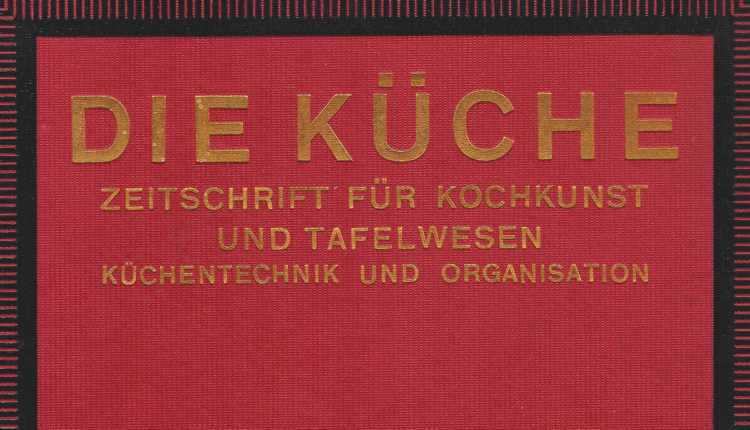 DIE KÜCHE
ZEITSCHRIFT FÜR KOCHKUNST
UND TAFELWESEN
KÜCHENTECHNIK UND ORGANISATION